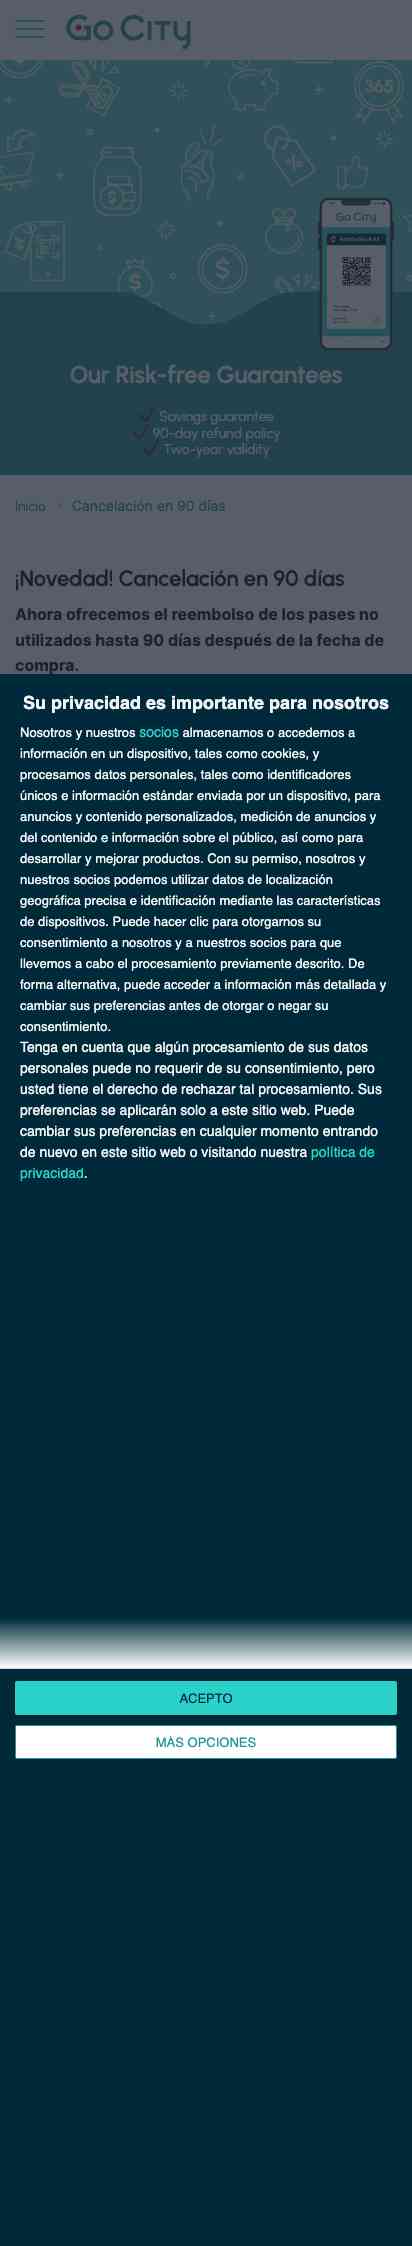 Go City
365
Go City
Our Risk-free Guarantees
Savings guarantee
90-day refund policy
Two-year validity
Inicio
Cancelación en 90 días
¡Novedad! Cancelación en 90 días
Ahora ofrecemos el reembolso de los pases no
utilizados hasta 90 días después de la fecha de
compra.
Su privacidad es importante para nosotros
Nosotros y nuestros socios almacenamos o accedemos a
información en un dispositivo, tales como cookies, y
procesamos datos personales, tales como identificadores
únicos e información estándar enviada por un dispositivo, para
anuncios y contenido personalizados, medición de anuncios y
del contenido e información sobre el público, así como para
desarrollar y mejorar productos. Con su permiso, nosotros y
nuestros socios podemos utilizar datos de localización
geográfica precisa e identificación mediante las características
de dispositivos. Puede hacer clic para otorgarnos su
consentimiento a nosotros y a nuestros socios para que
llevemos a cabo el procesamiento previamente descrito. De
forma alternativa, puede acceder a información más detallada y
cambiar sus preferencias antes de otorgar o negar su
consentimiento.
Tenga en cuenta que algún procesamiento de sus datos
personales puede no requerir de su consentimiento, pero
usted tiene el derecho de rechazar tal procesamiento. Sus
preferencias se aplicarán solo a este sitio web. Puede
cambiar sus preferencias en cualquier momento entrando
de nuevo en este sitio web o visitando nuestra política de
privacidad.
ACEPTO
MÁS OPCIONES